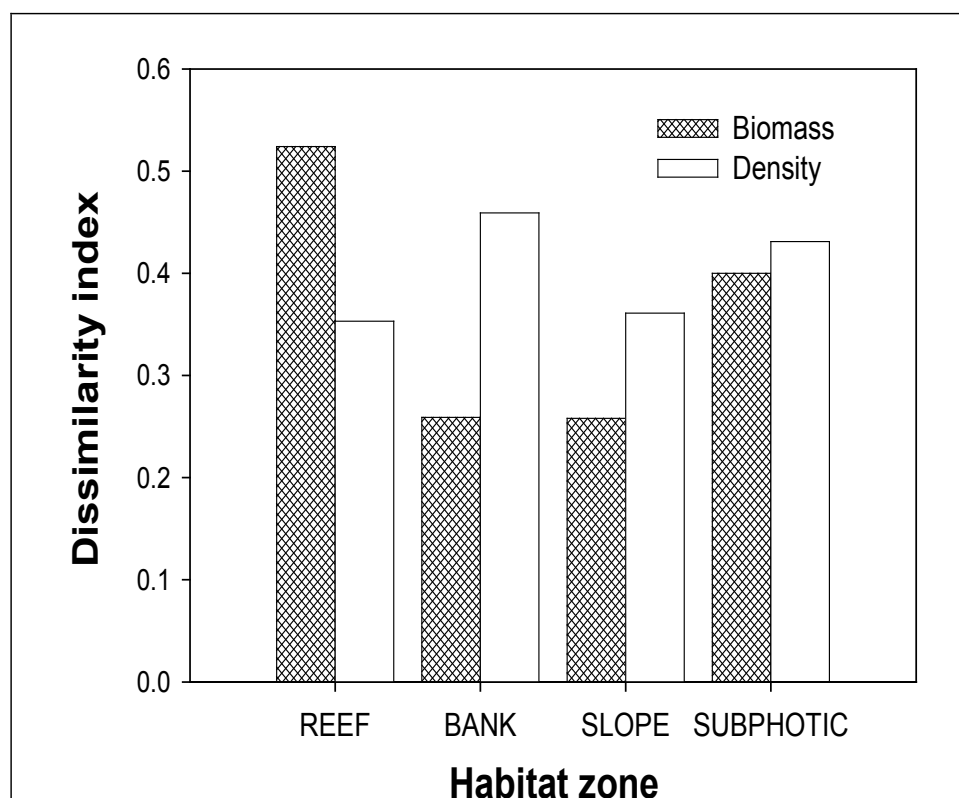 0.6
Biomass
Density
0.5
0.4
0.3
0.2
0.1
0.0
Dissimilarity index
REEF BANK SLOPE SUBPHOTIC
Habitat zone